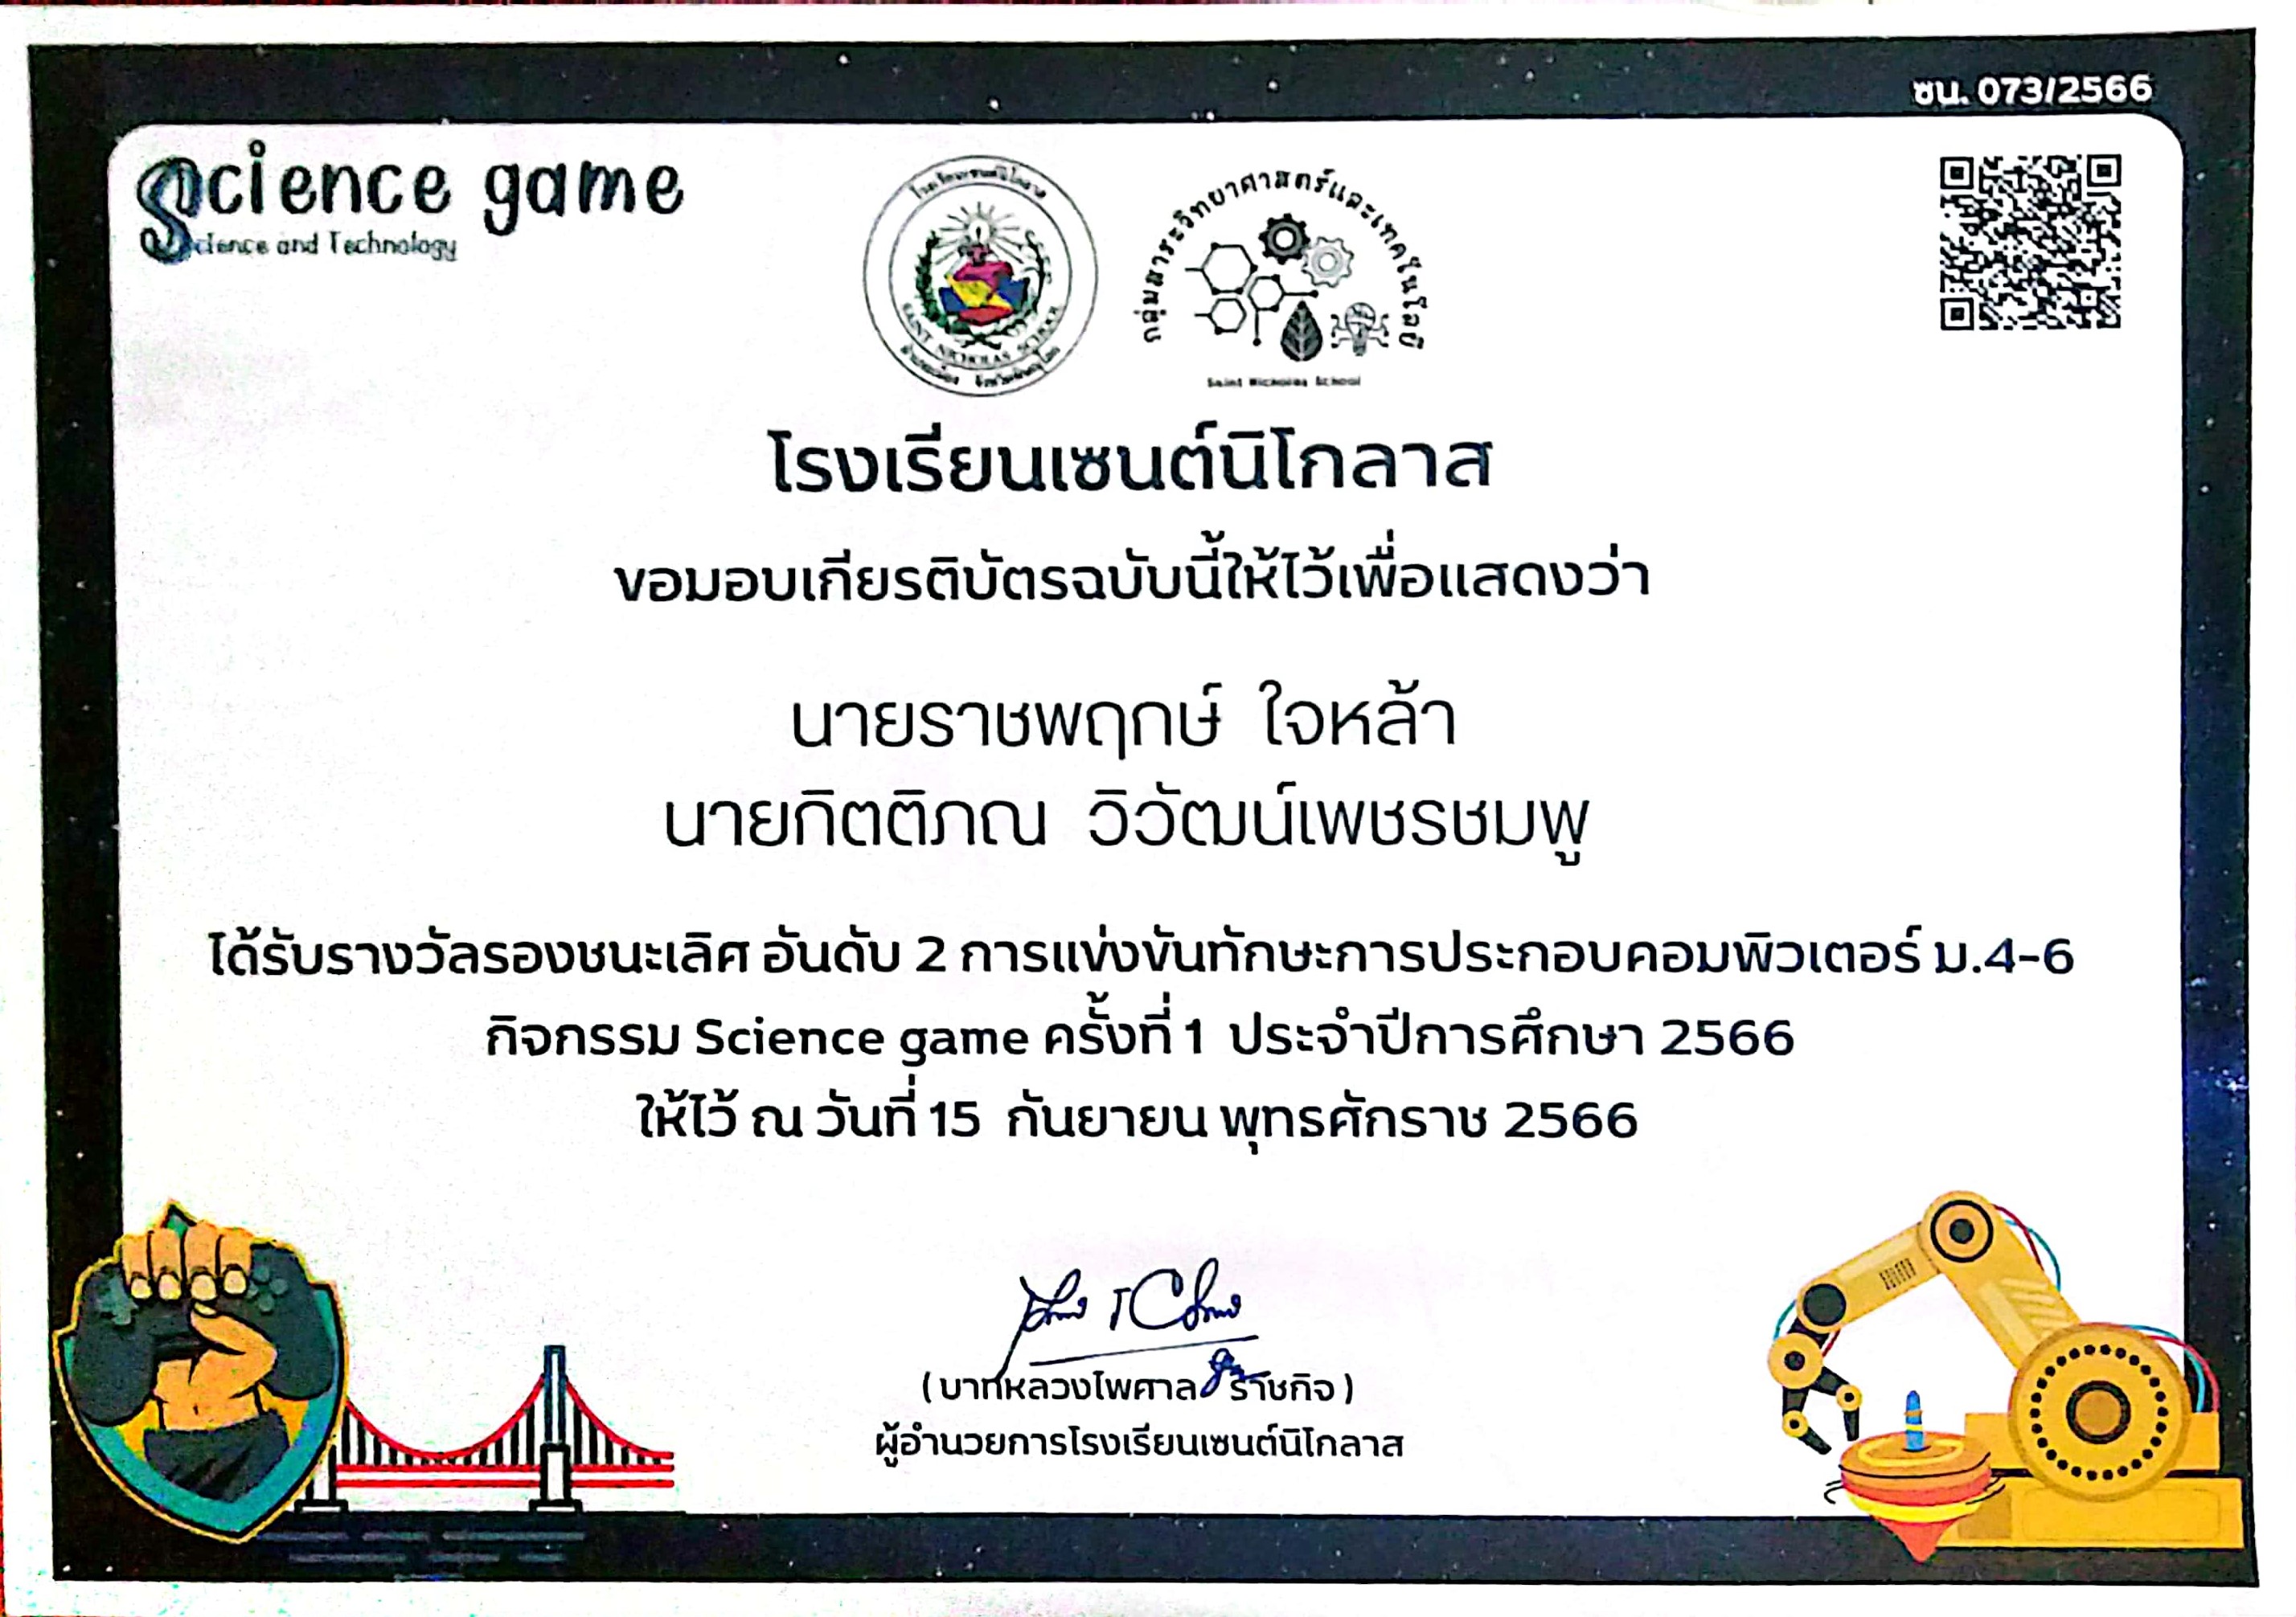 ซน. 073/2566
Science game
Science and Technology
โรงเรียนเซนต์นิโกลาส
SAINT NICHOLAS SCHOOL
กลุ่มสาระวิทยาศาสตร์และเทคโนโลยี
Saint Nicholas School
โรงเรียนเซนต์นิโกลาส
ขอมอบเกียรติบัตรฉบับนี้ให้ไว้เพื่อแสดงว่า
นายราชพฤกษ์ ใจหล้า
นายกิตติภณ วิวัฒน์เพชรชมพู
ได้รับรางวัลรองชนะเลิศ อันดับ 2 การแข่งขันทักษะการประกอบคอมพิวเตอร์ ม.4-6
กิจกรรม Science game ครั้งที่ 1 ประจำปีการศึกษา 2566
ให้ไว้ ณ วันที่ 15 กันยายน พุทธศักราช 2566
(บาทหลวงไพศาล ราชกิจ)
ผู้อำนวยการโรงเรียนเซนต์นิโกลาส